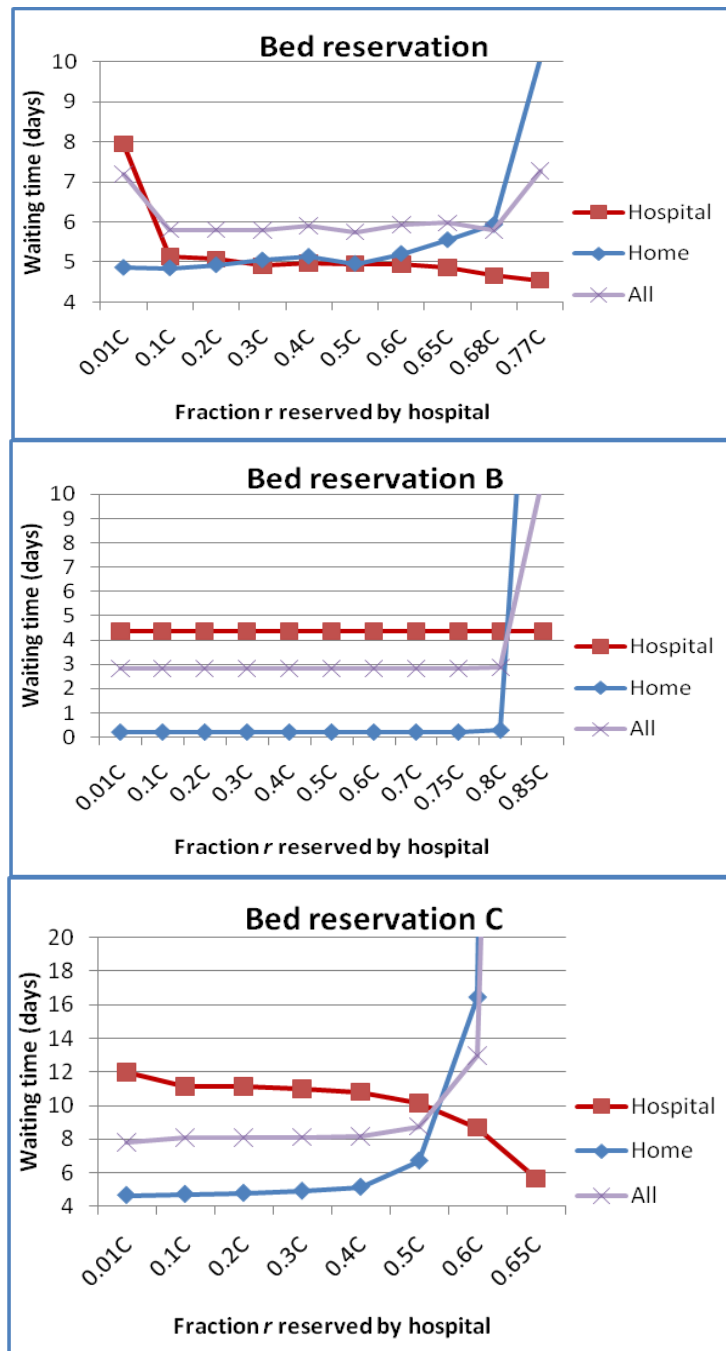 Bed reservation
10
9
8
7
6
5
4
Waiting time (days)
0.01C
0.1C
0.2C
0.3C
0.4C
0.5C
0.6C
0.65C
0.68C
0.77C
Fraction r reserved by hospital
Hospital
Home
All
Bed reservation B
10
9
8
7
6
5
4
3
2
1
0
Waiting time (days)
0.01C
0.1C
0.2C
0.3C
0.4C
0.5C
0.6C
0.7C
0.75C
0.8C
0.85C
Fraction r reserved by hospital
Hospital
Home
All
Bed reservation C
20
18
16
14
12
10
8
6
4
Waiting time (days)
0.01C
0.1C
0.2C
0.3C
0.4C
0.5C
0.6C
0.65C
Fraction r reserved by hospital
Hospital
Home
All